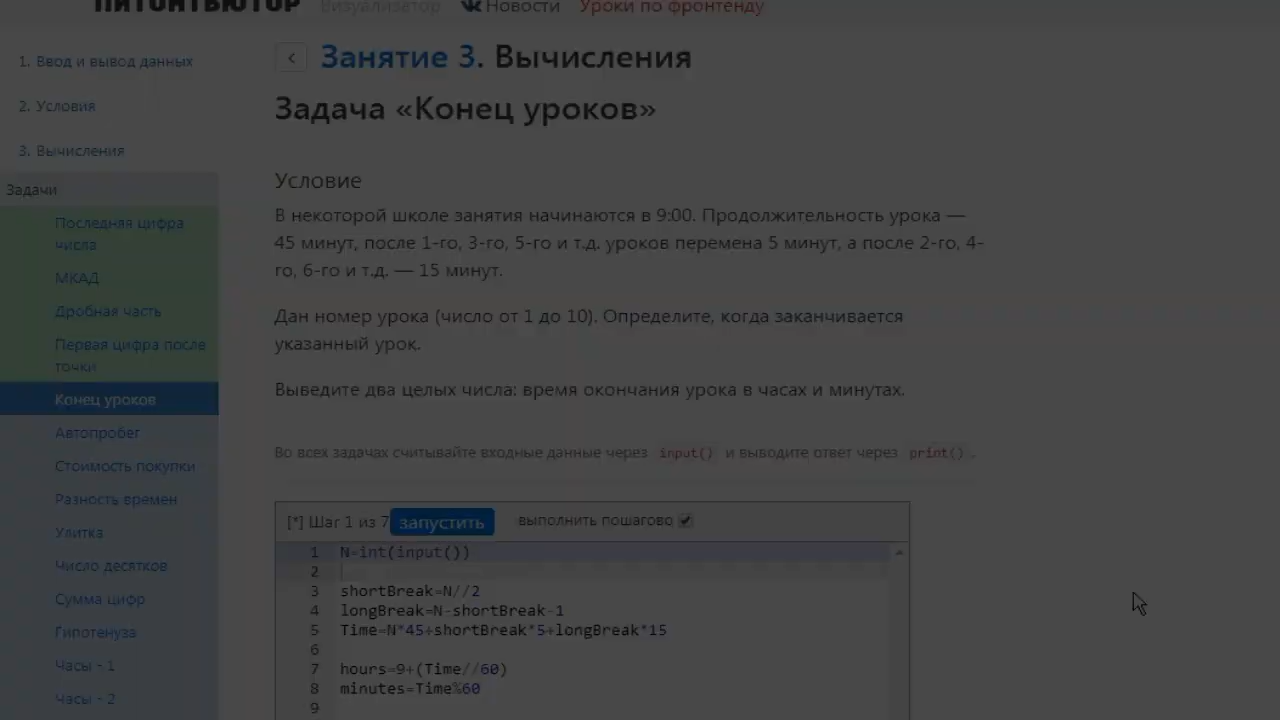 ПИТОНТЬЮТОР Визуализатор Новости Уроки по фронтенду
1. Ввод и вывод данных
2. Условия
3. Вычисления
Задачи
Последняя цифра
числа
МКАД
Дробная часть
Первая цифра после
точки
Конец уроков
Автопробег
Стоимость покупки
Разность времен
Улитка
Число десятков
Сумма цифр
Гипотенуза
Часы - 1
Часы - 2
Занятие 3. Вычисления
Задача «Конец уроков»
Условие
В некоторой школе занятия начинаются в 9:00. Продолжительность урока —
45 минут, после 1-го, 3-го, 5-го и т.д. уроков перемена 5 минут, а после 2-го, 4-
го, 6-го и т.д. — 15 минут.
Дан номер урока (число от 1 до 10). Определите, когда заканчивается
указанный урок.
Выведите два целых числа: время окончания урока в часах и минутах.
Во всех задачах считывайте входные данные через input() и выводите ответ через print().
[*] Шаг 1 из 7 запустить выполнить пошагово
1 N=int(input())
2
3 shortBreak=N//2
4 longBreak=N-shortBreak-1
5 Time=N*45+shortBreak*5+longBreak*15
6
7 hours=9+(Time//60)
8 minutes=Time%60
9